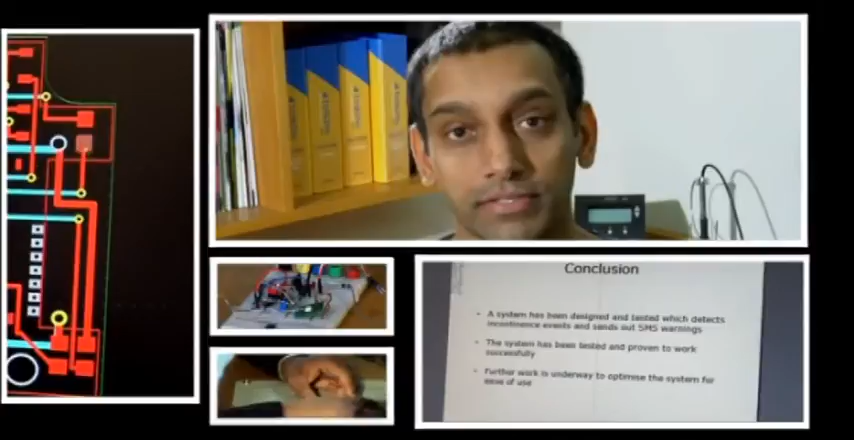 Conclusion
A system has been designed and tested which detects
incontinence events and sends out SMS warnings
The system has been tested and proven to work
successfully
Further work is underway to optimise the system for
ease of use